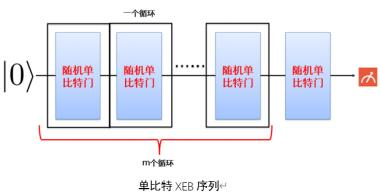 一个循环
|0⟩
随机单
比特门
随机单
比特门
......
随机单
比特门
随机单
比特门
m个循环
单比特 XEB 序列↵